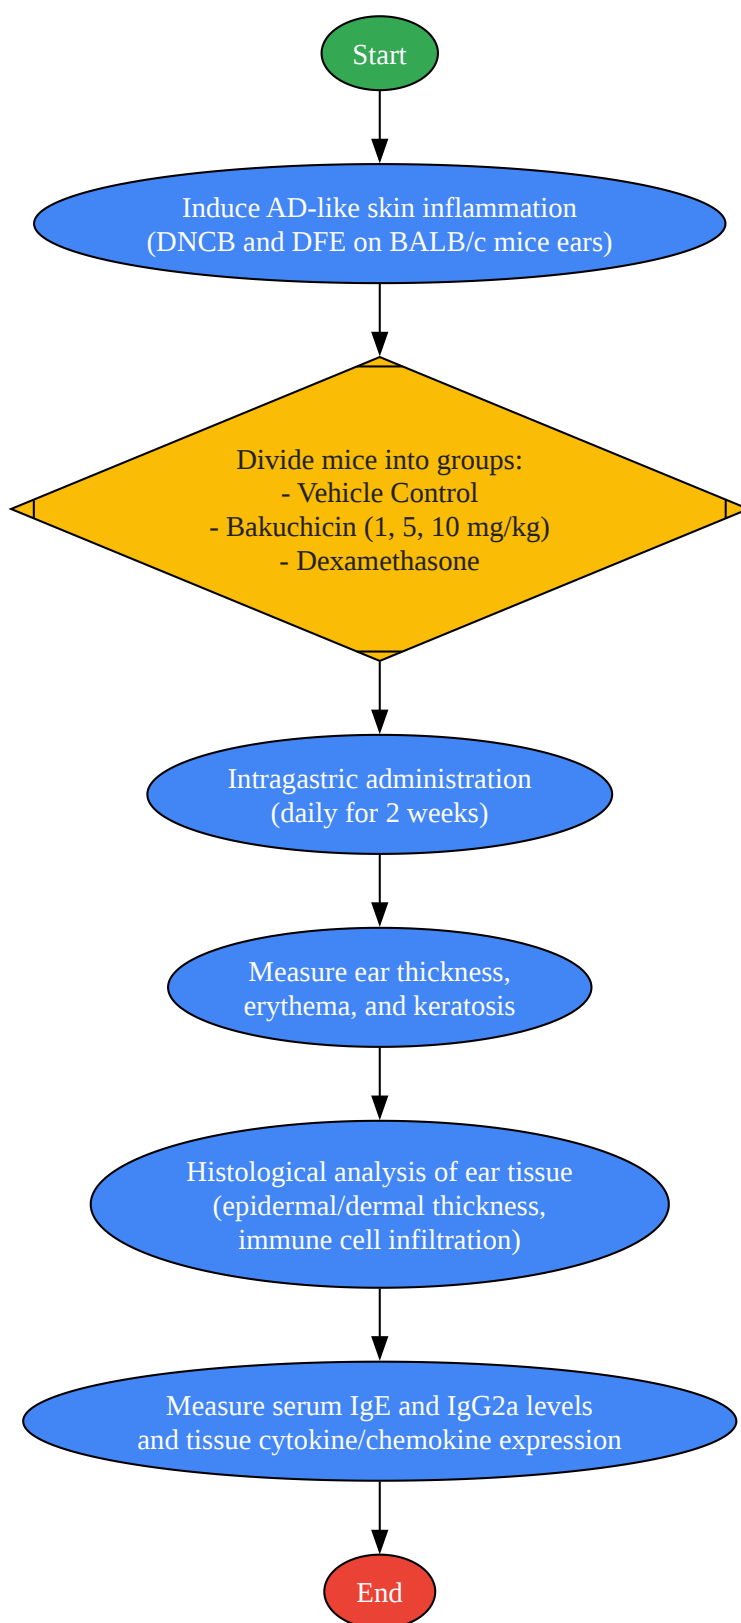 Start
Induce AD-like skin inflammation
(DNCB and DFE on BALB/c mice ears)
Divide mice into groups:
- Vehicle Control
- Bakuchicin (1, 5, 10 mg/kg)
- Dexamethasone
Intragastric administration
(daily for 2 weeks)
Measure ear thickness,
erythema, and keratosis
Histological analysis of ear tissue
(epidermal/dermal thickness,
immune cell infiltration)
Measure serum IgE and IgG2a levels
and tissue cytokine/chemokine expression
End